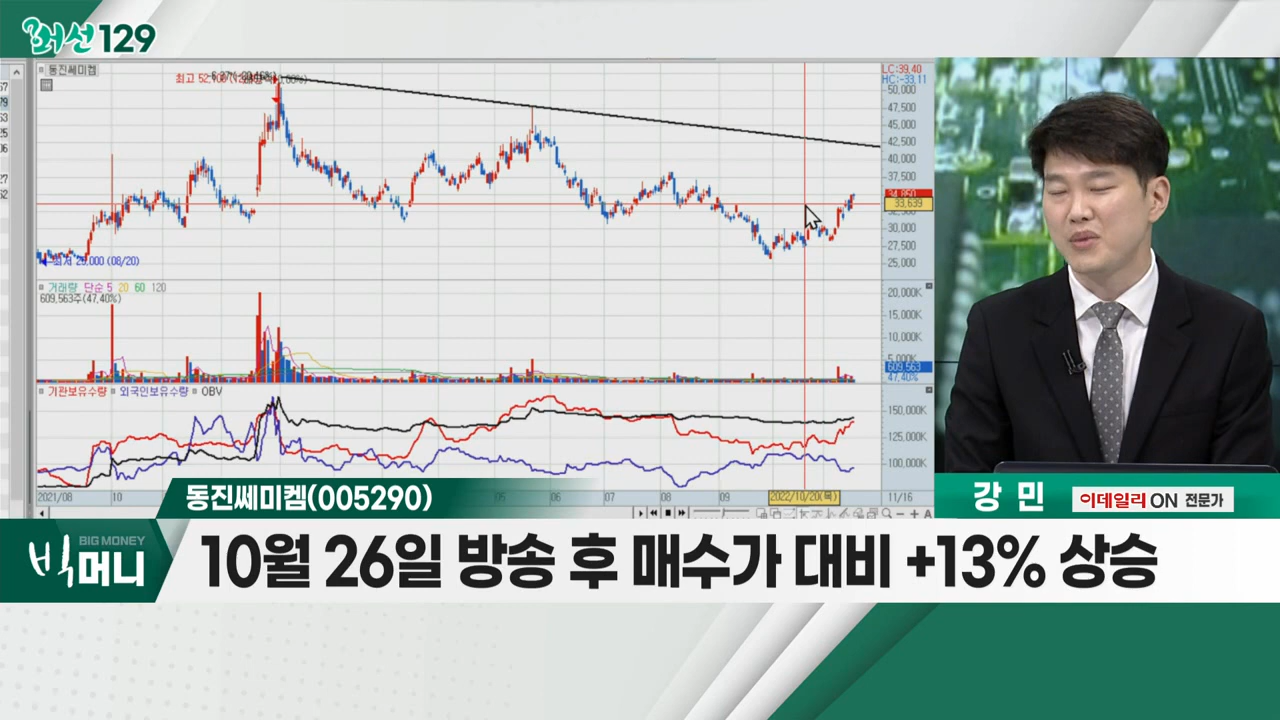 최선129
동진쎄미켐
LC:39.40
HC:-33.11
50,000
47,500
45,000
42,500
40,000
37,500
34,850
33,639
32,500
30,000
27,500
25,000
최저 25,000 (08/20)
거래량 단순 5 20 60 120
609,563주(47.40%)
20,000K
15,000K
10,000K
5,000K
609,563
47.40%
기관보유수량 외국인보유수량 OBV
150,000K
125,000K
100,000K
2021/08 10 05 06 07 08 09 2022/10/20(목) 11/16
동진쎄미켐(005290)
강 민 이데일리ON 전문가
BIG MONEY
빅머니
10월 26일 방송 후 매수가 대비 +13% 상승